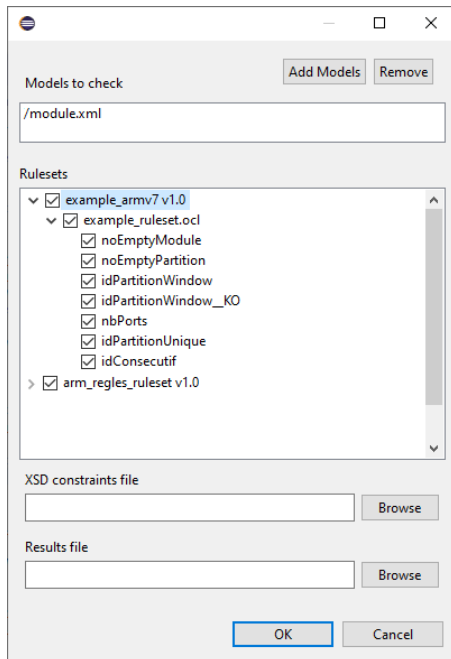 Models to check
Add Models
Remove
/module.xml
Rulesets
example_armv7 v1.0
example_ruleset.ocl
noEmptyModule
noEmptyPartition
idPartitionWindow
idPartitionWindow__KO
nbPorts
idPartitionUnique
idConsecutif
arm_regles_ruleset v1.0
XSD constraints file
Browse
Results file
Browse
OK
Cancel